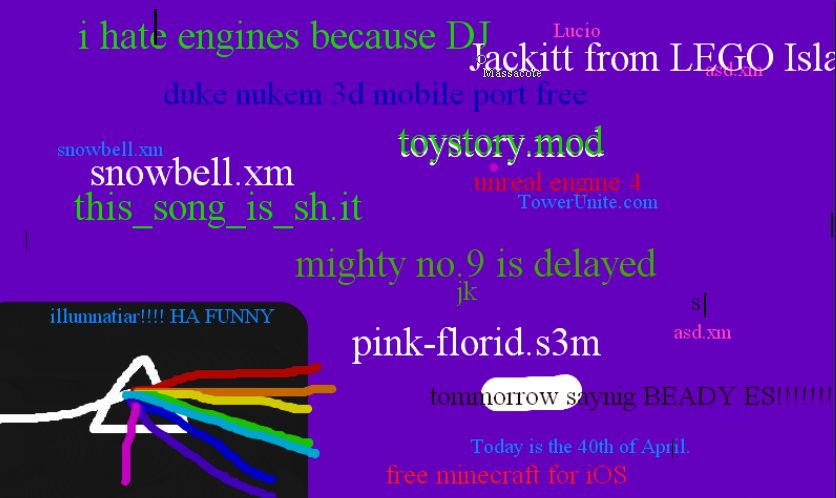 i hate engines because DJ
Lucio
Jackitt from LEGO Isla
Massacote
asd.xm
duke nukem 3d mobile port free
toystory.mod
snowbell.xm
snowbell.xm
unreal engine 4
TowerUnite.com
this_song_is_sh.it
mighty no.9 is delayed
jk
s
illumnatiar!!!! HA FUNNY
asd.xm
pink-florid.s3m
tommorrow saynig BEADY ES!!!!!!!
Today is the 40th of April.
free minecraft for iOS